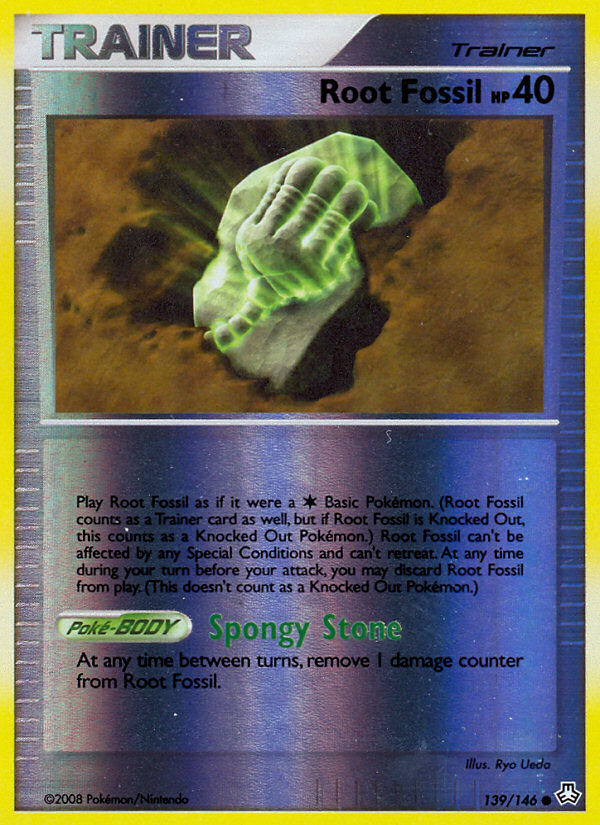 TRAINER
Trainer
Root Fossil HP 40
Play Root Fossil as if it were a Basic Pokémon. (Root Fossil
counts as a Trainer card as well, but if Root Fossil is Knocked Out,
this counts as a Knocked Out Pokémon.) Root Fossil can't be
affected by any Special Conditions and can't retreat. At any time
during your turn before your attack, you may discard Root Fossil
from play. (This doesn't count as a Knocked Out Pokémon.)
Poké-BODY Spongy Stone
At any time between turns, remove 1 damage counter
from Root Fossil.
Illus. Ryo Ueda
©2008 Pokémon/Nintendo
139/146